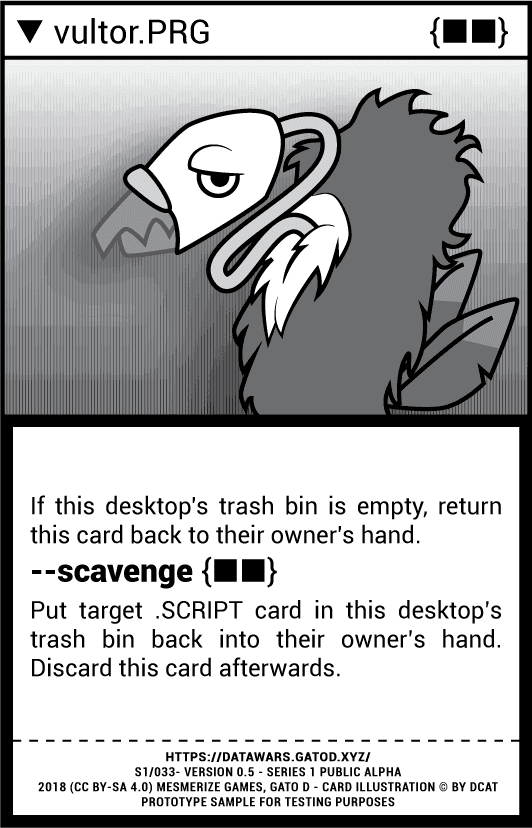 ▼ vultor.PRG {■■}
If this desktop's trash bin is empty, return
this card back to their owner's hand.
--scavenge {■■}
Put target .SCRIPT card in this desktop's
trash bin back into their owner's hand.
Discard this card afterwards.
HTTPS://DATAWARS.GATOD.XYZ/
S1/033- VERSION 0.5 - SERIES 1 PUBLIC ALPHA
2018 (CC BY-SA 4.0) MESMERIZE GAMES, GATO D - CARD ILLUSTRATION © BY DCAT
PROTOTYPE SAMPLE FOR TESTING PURPOSES